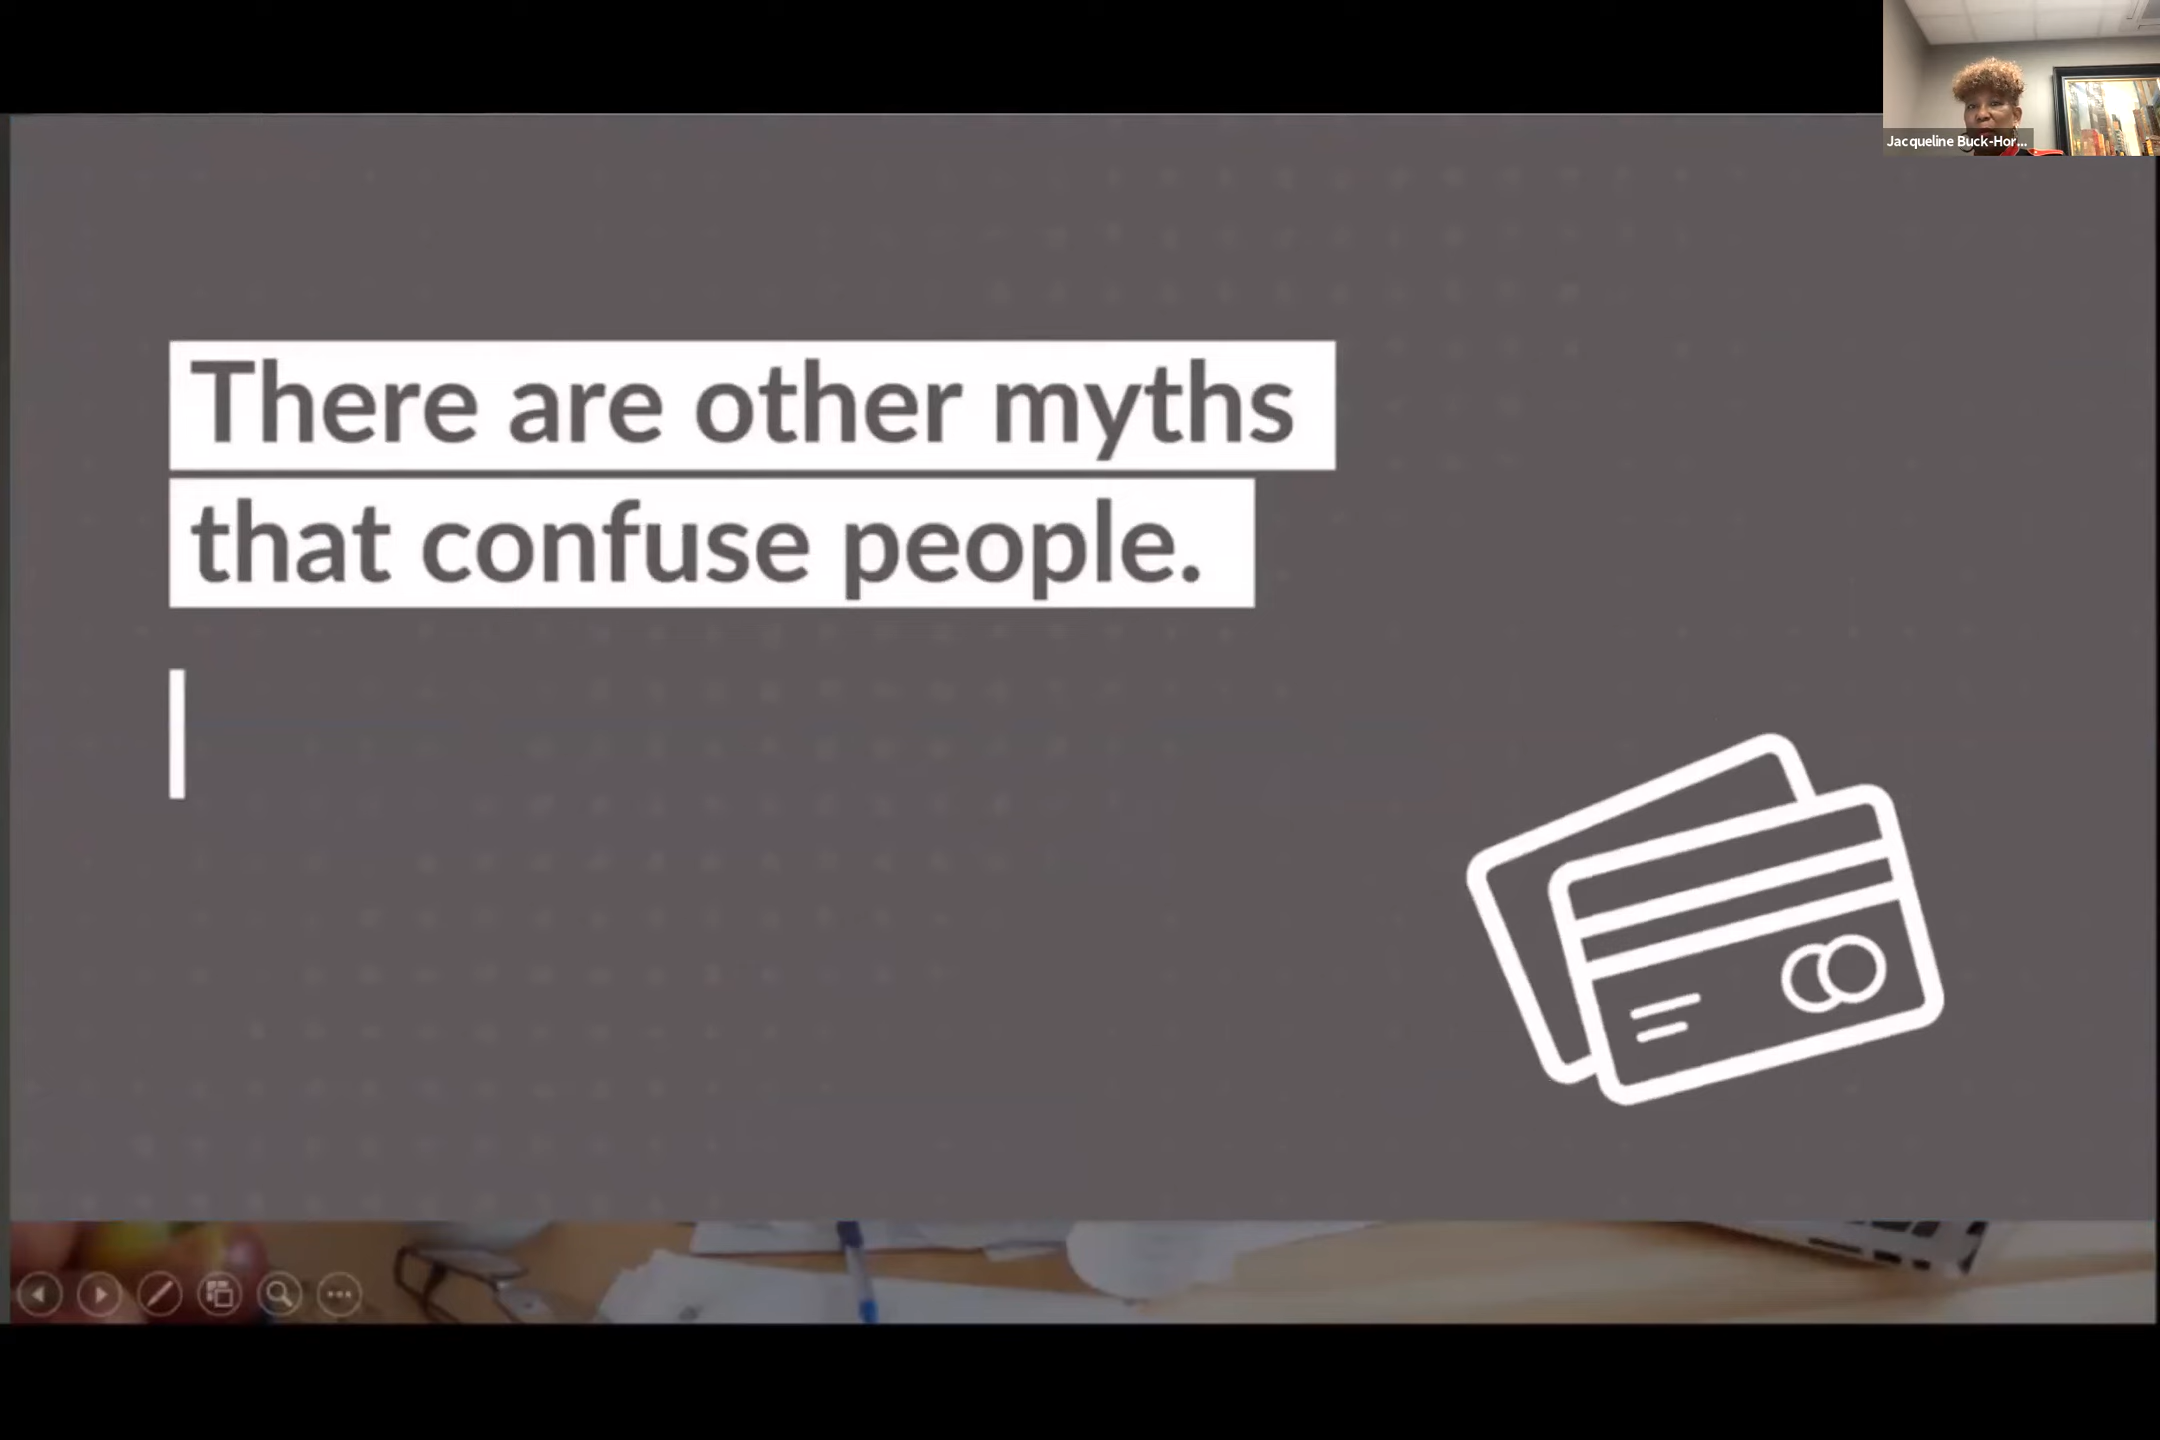 Jacqueline Buck-Hor...
There are other myths
that confuse people.